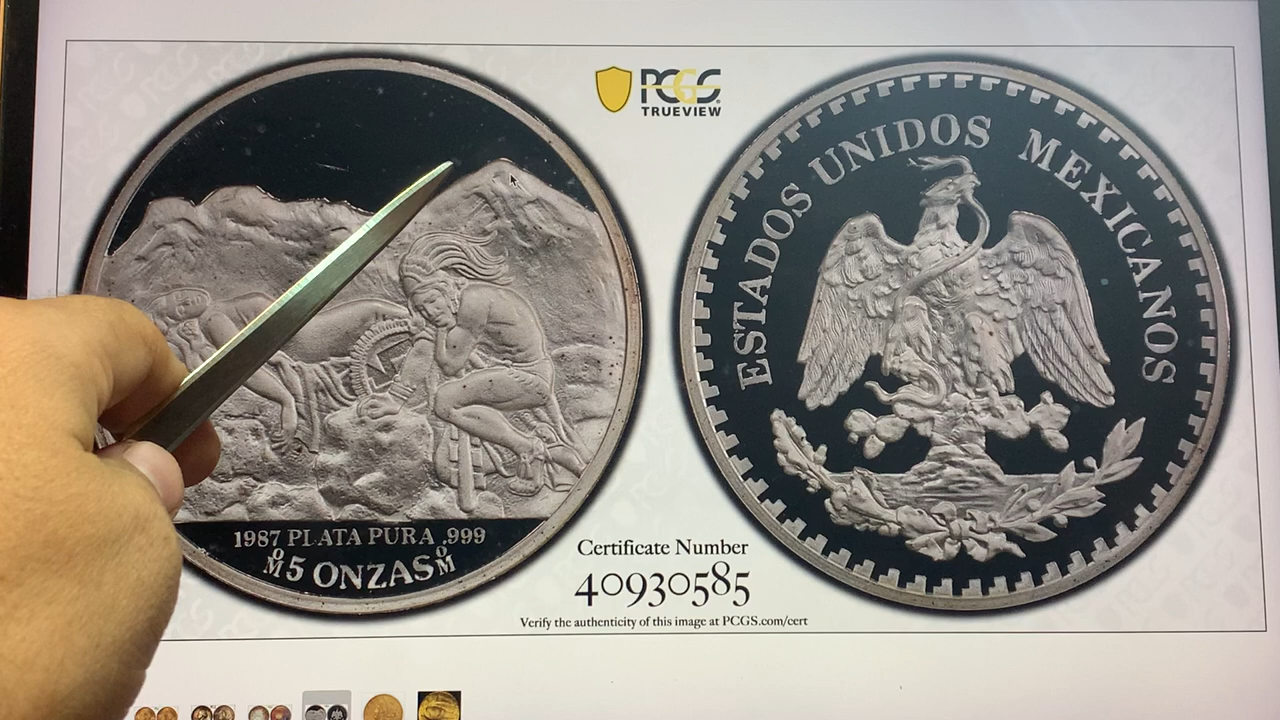 PCGS
TRUEVIEW
1987 PLATA PURA .999
M̊ 5 ONZAS M̊
ESTADOS UNIDOS MEXICANOS
Certificate Number
40930585
Verify the authenticity of this image at PCGS.com/cert